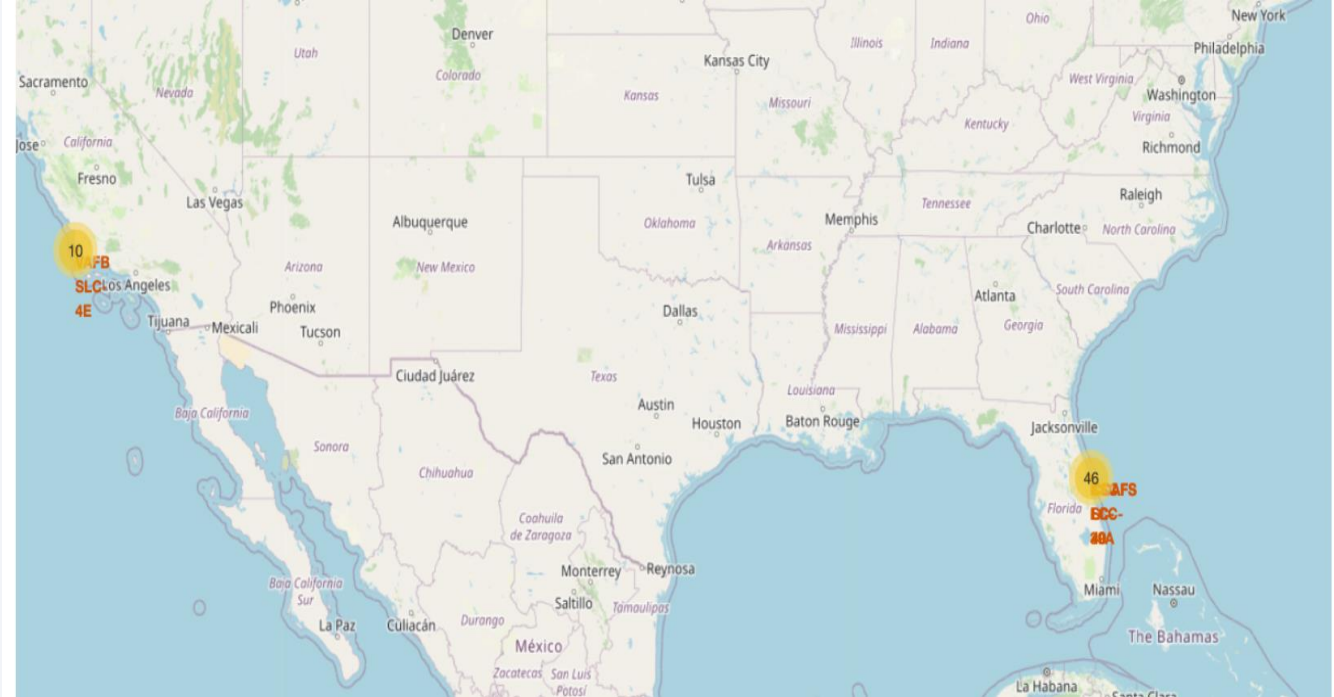 New York
Ohio
Denver
Illinois
Indiana
Philadelphia
Utah
Kansas City
Colorado
West Virginia
Sacramento
Nevada
Kansas
Washington
Missouri
Virginia
Kentucky
Jose
California
Richmond
Fresno
Tulsa
Raleigh
Las Vegas
Tennessee
Albuquerque
Oklahoma
Memphis
Charlotte
North Carolina
Arkansas
10
VAFB
Arizona
New Mexico
SLC-
Los Angeles
South Carolina
Atlanta
4E
Phoenix
Dallas
Tijuana
Mexicali
Tucson
Mississippi
Alabama
Georgia
Ciudad Juárez
Texas
Louisiana
Austin
Baja California
Houston
Baton Rouge
Jacksonville
Sonora
San Antonio
Chihuahua
46
Florida
Coahuila
de Zaragoza
Monterrey
Reynosa
Baja California
Sur
Miami
Nassau
Saltillo
Tamaulipas
La Paz
Culiacán
Durango
The Bahamas
México
Zacatecas
San Luis
Potosí
La Habana
Santa Clara